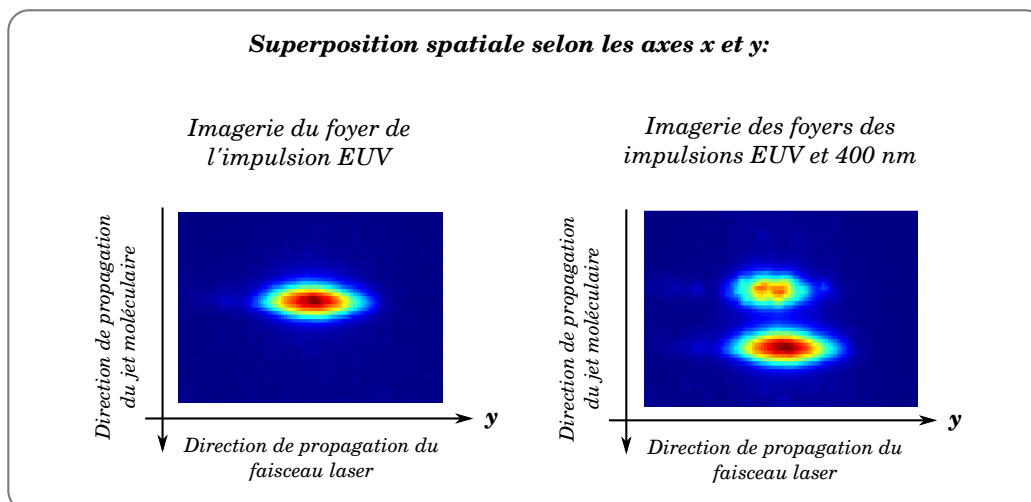 Superposition spatiale selon les axes x et y:
Imagerie du foyer de
l'impulsion EUV
Direction de propagation
du jet moléculaire
y
Direction de propagation du
faisceau laser
Imagerie des foyers des
impulsions EUV et 400 nm
Direction de propagation
du jet moléculaire
y
Direction de propagation du
faisceau laser